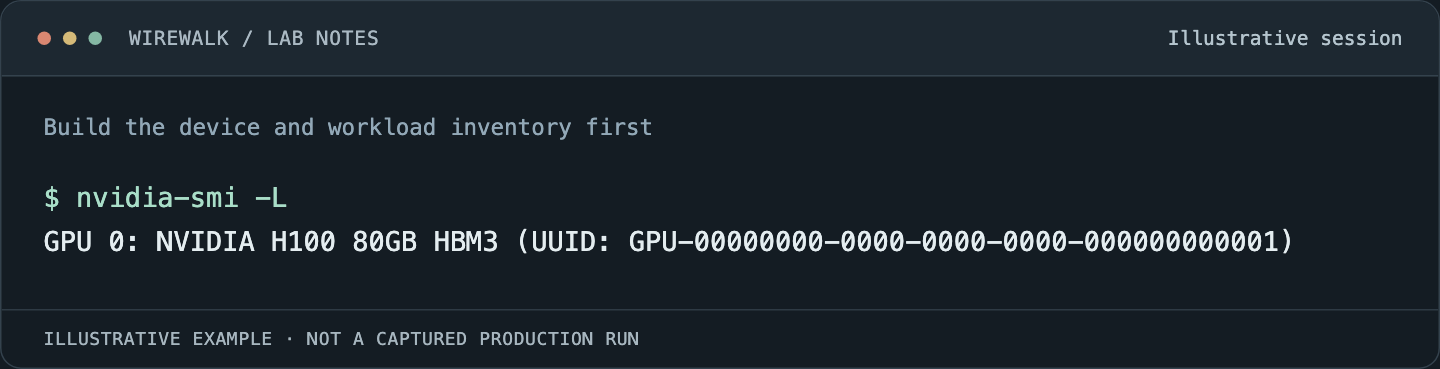 WIREWALK / LAB NOTES
Illustrative session
Build the device and workload inventory first
$ nvidia-smi -L
GPU 0: NVIDIA H100 80GB HBM3 (UUID: GPU-00000000-0000-0000-0000-000000000001)
ILLUSTRATIVE EXAMPLE · NOT A CAPTURED PRODUCTION RUN